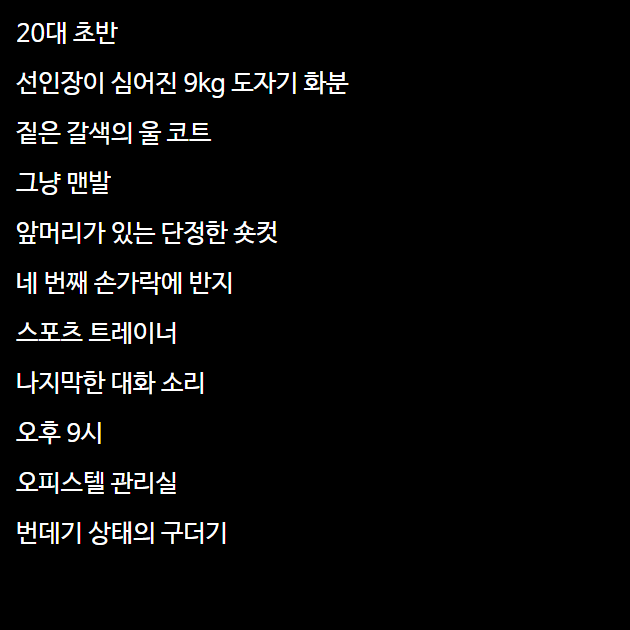 20대 초반
선인장이 심어진 9kg 도자기 화분
짙은 갈색의 울 코트
그냥 맨발
앞머리가 있는 단정한 숏컷
네 번째 손가락에 반지
스포츠 트레이너
나지막한 대화 소리
오후 9시
오피스텔 관리실
번데기 상태의 구더기